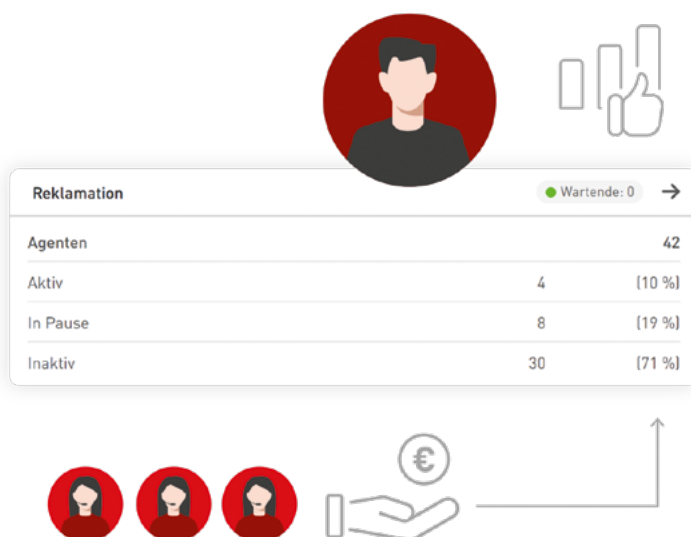 Reklamation Wartende: 0
Agenten 42
Aktiv 4 (10 %)
In Pause 8 (19 %)
Inaktiv 30 (71 %)
€